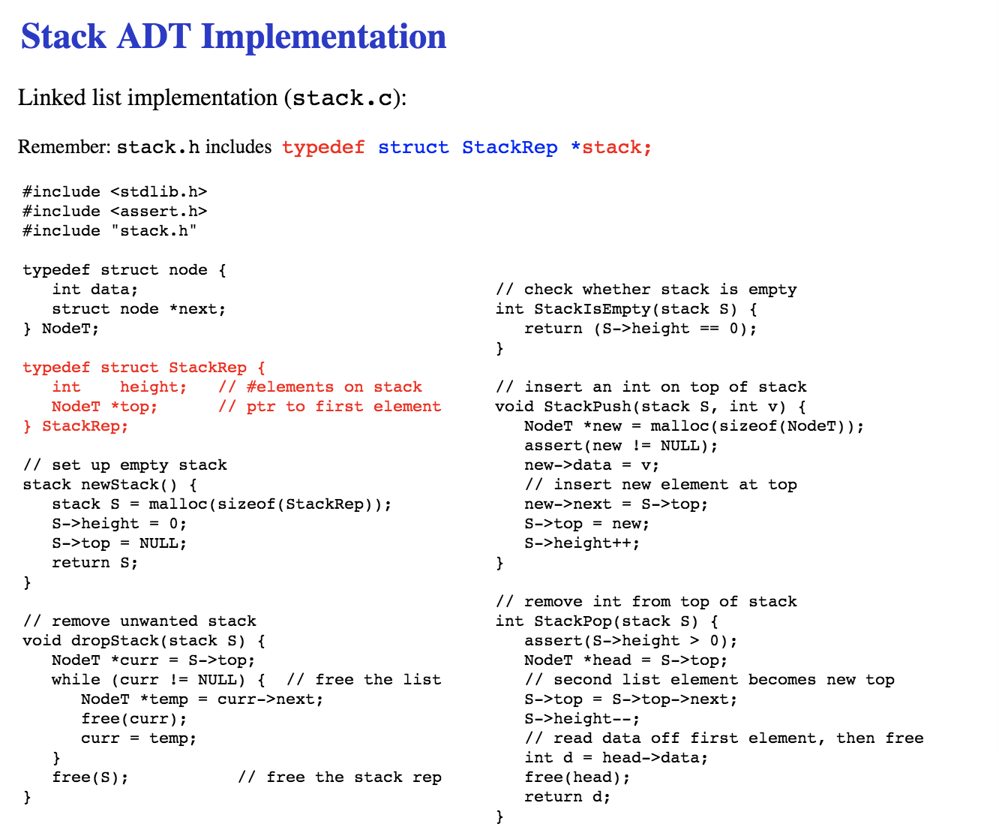 Stack ADT Implementation
Linked list implementation (stack.c):
Remember: stack.h includes typedef struct StackRep *stack;
#include <stdlib.h>
#include <assert.h>
#include "stack.h"
typedef struct node {
   int data;
   struct node *next;
} NodeT;
typedef struct StackRep {
   int    height;   // #elements on stack
   NodeT *top;      // ptr to first element
} StackRep;
// set up empty stack
stack newStack() {
   stack S = malloc(sizeof(StackRep));
   S->height = 0;
   S->top = NULL;
   return S;
}
// remove unwanted stack
void dropStack(stack S) {
   NodeT *curr = S->top;
   while (curr != NULL) {  // free the list
      NodeT *temp = curr->next;
      free(curr);
      curr = temp;
   }
   free(S);           // free the stack rep
}
// check whether stack is empty
int StackIsEmpty(stack S) {
   return (S->height == 0);
}
// insert an int on top of stack
void StackPush(stack S, int v) {
   NodeT *new = malloc(sizeof(NodeT));
   assert(new != NULL);
   new->data = v;
   // insert new element at top
   new->next = S->top;
   S->top = new;
   S->height++;
}
// remove int from top of stack
int StackPop(stack S) {
   assert(S->height > 0);
   NodeT *head = S->top;
   // second list element becomes new top
   S->top = S->top->next;
   S->height--;
   // read data off first element, then free
   int d = head->data;
   free(head);
   return d;
}